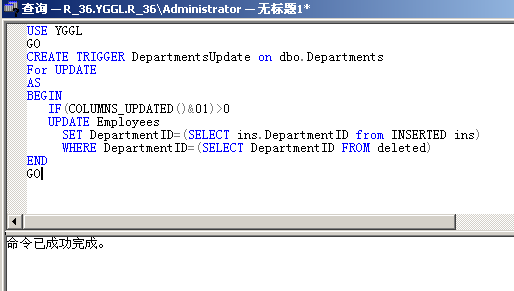 查询 — R_36.YGGL.R_36\Administrator — 无标题1*
USE YGGL
GO
CREATE TRIGGER DepartmentsUpdate on dbo.Departments
For UPDATE
AS
BEGIN
IF(COLUMNS_UPDATED()&01)>0
UPDATE Employees
SET DepartmentID=(SELECT ins.DepartmentID from INSERTED ins)
WHERE DepartmentID=(SELECT DepartmentID FROM deleted)
END
GO
命令已成功完成。